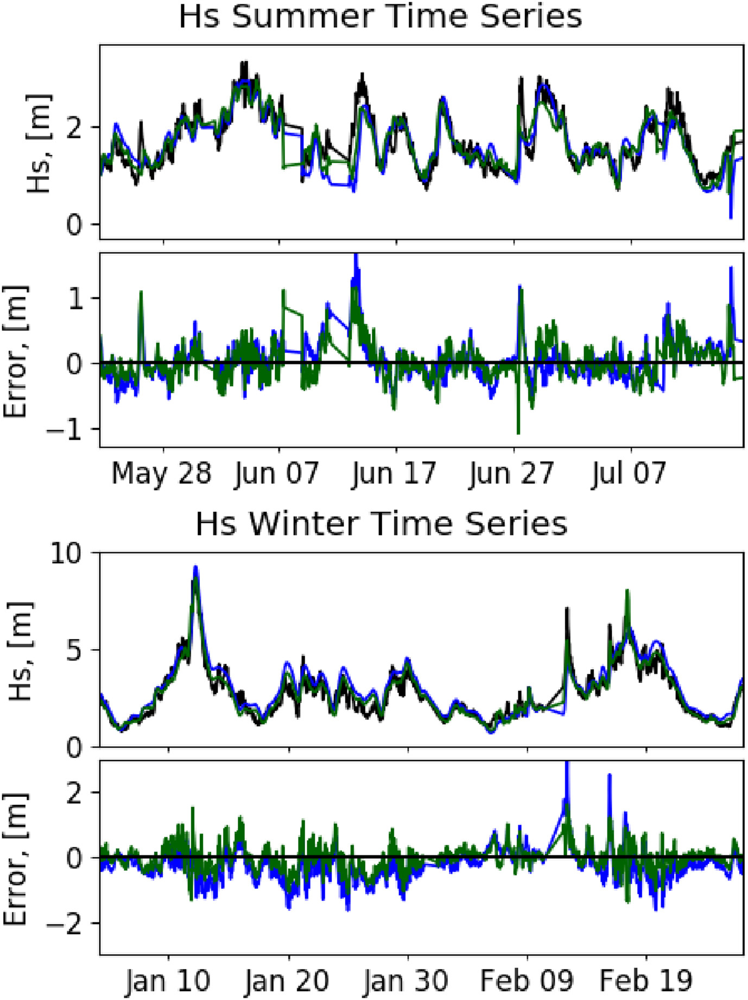 Hs Summer Time Series
Hs, [m]
2
0
Error, [m]
1
0
−1
May 28 Jun 07 Jun 17 Jun 27 Jul 07
Hs Winter Time Series
Hs, [m]
10
5
0
Error, [m]
2
0
−2
Jan 10 Jan 20 Jan 30 Feb 09 Feb 19